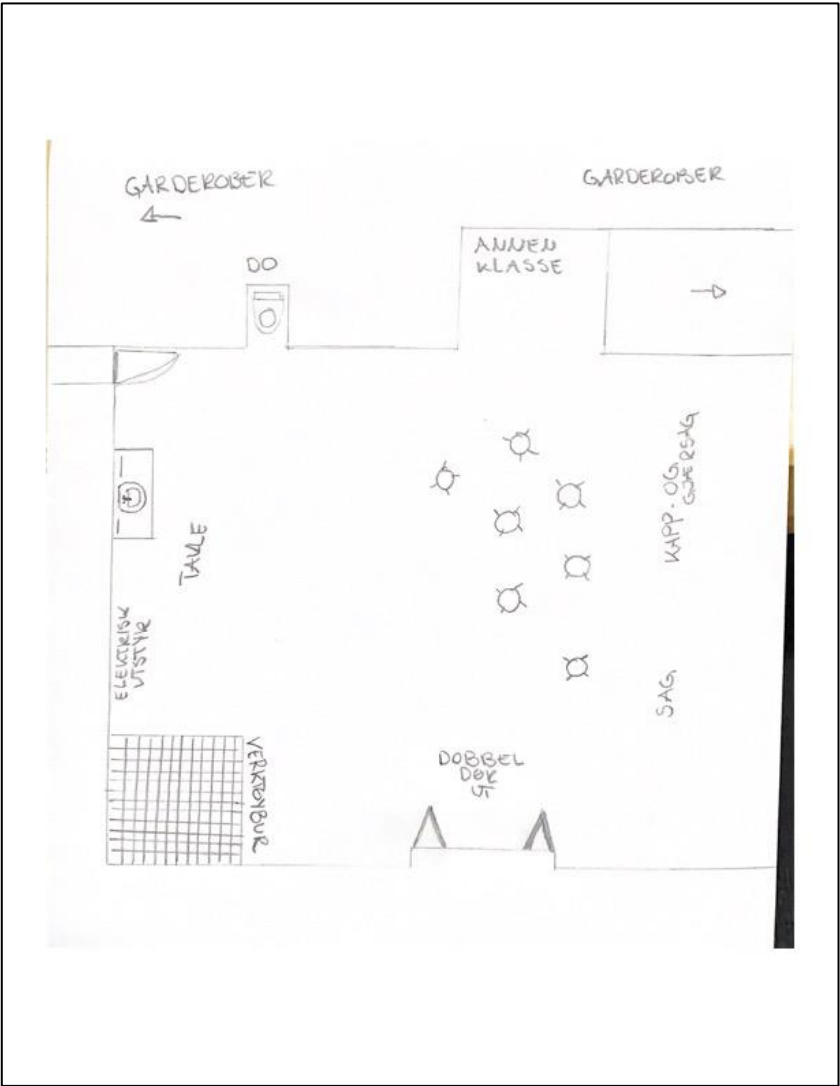 GARDEROBER
GARDEROBER
ANNEN
KLASSE
DO
KAPP- OG
GJÆRSAG
TAVLE
ELEKTRISK
UTSTYR
SAG
VERKTØYBUR
DOBBEL
DØR
UT